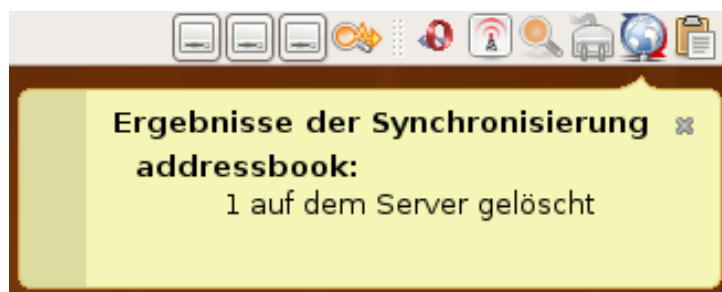 Ergebnisse der Synchronisierung
addressbook:
1 auf dem Server gelöscht